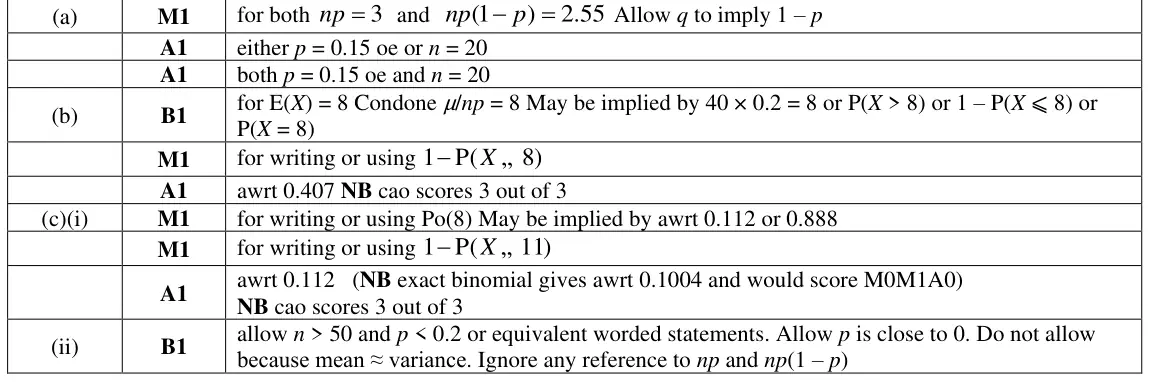 (a) M1 for both np = 3 and np(1 − p) = 2.55 Allow q to imply 1 – p
A1 either p = 0.15 oe or n = 20
A1 both p = 0.15 oe and n = 20
(b) B1 for E(X) = 8 Condone μ/np = 8 May be implied by 40 × 0.2 = 8 or P(X > 8) or 1 – P(X ⩽ 8) or
P(X = 8)
M1 for writing or using 1−P(X ,, 8)
A1 awrt 0.407 NB cao scores 3 out of 3
(c)(i) M1 for writing or using Po(8) May be implied by awrt 0.112 or 0.888
M1 for writing or using 1−P(X ,, 11)
A1 awrt 0.112 (NB exact binomial gives awrt 0.1004 and would score M0M1A0)
NB cao scores 3 out of 3
(ii) B1 allow n > 50 and p < 0.2 or equivalent worded statements. Allow p is close to 0. Do not allow
because mean ≈ variance. Ignore any reference to np and np(1 – p)